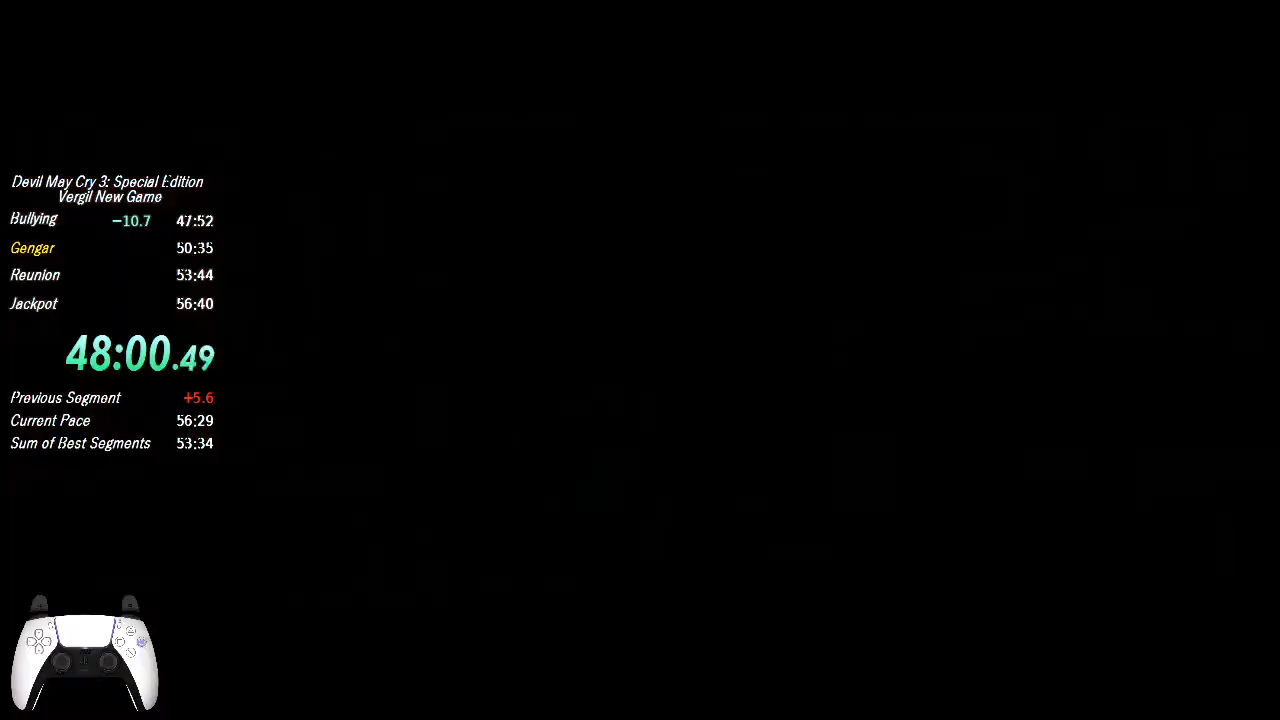 Devil May Cry 3: Special Edition
Vergil New Game
Bullying −10.7 47:52
Gengar 50:35
Reunion 53:44
Jackpot 56:40
48:00.49
Previous Segment +5.6
Current Pace 56:29
Sum of Best Segments 53:34